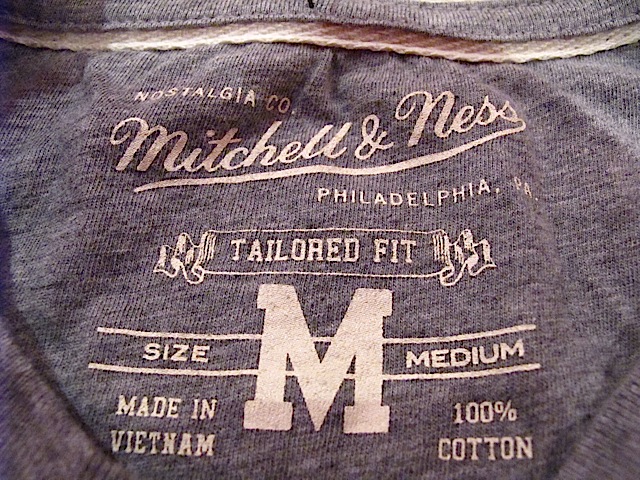 NOSTALGIA CO.
Mitchell & Ness
PHILADELPHIA, PA.
TAILORED FIT
M
SIZE MEDIUM
MADE IN 100%
VIETNAM COTTON